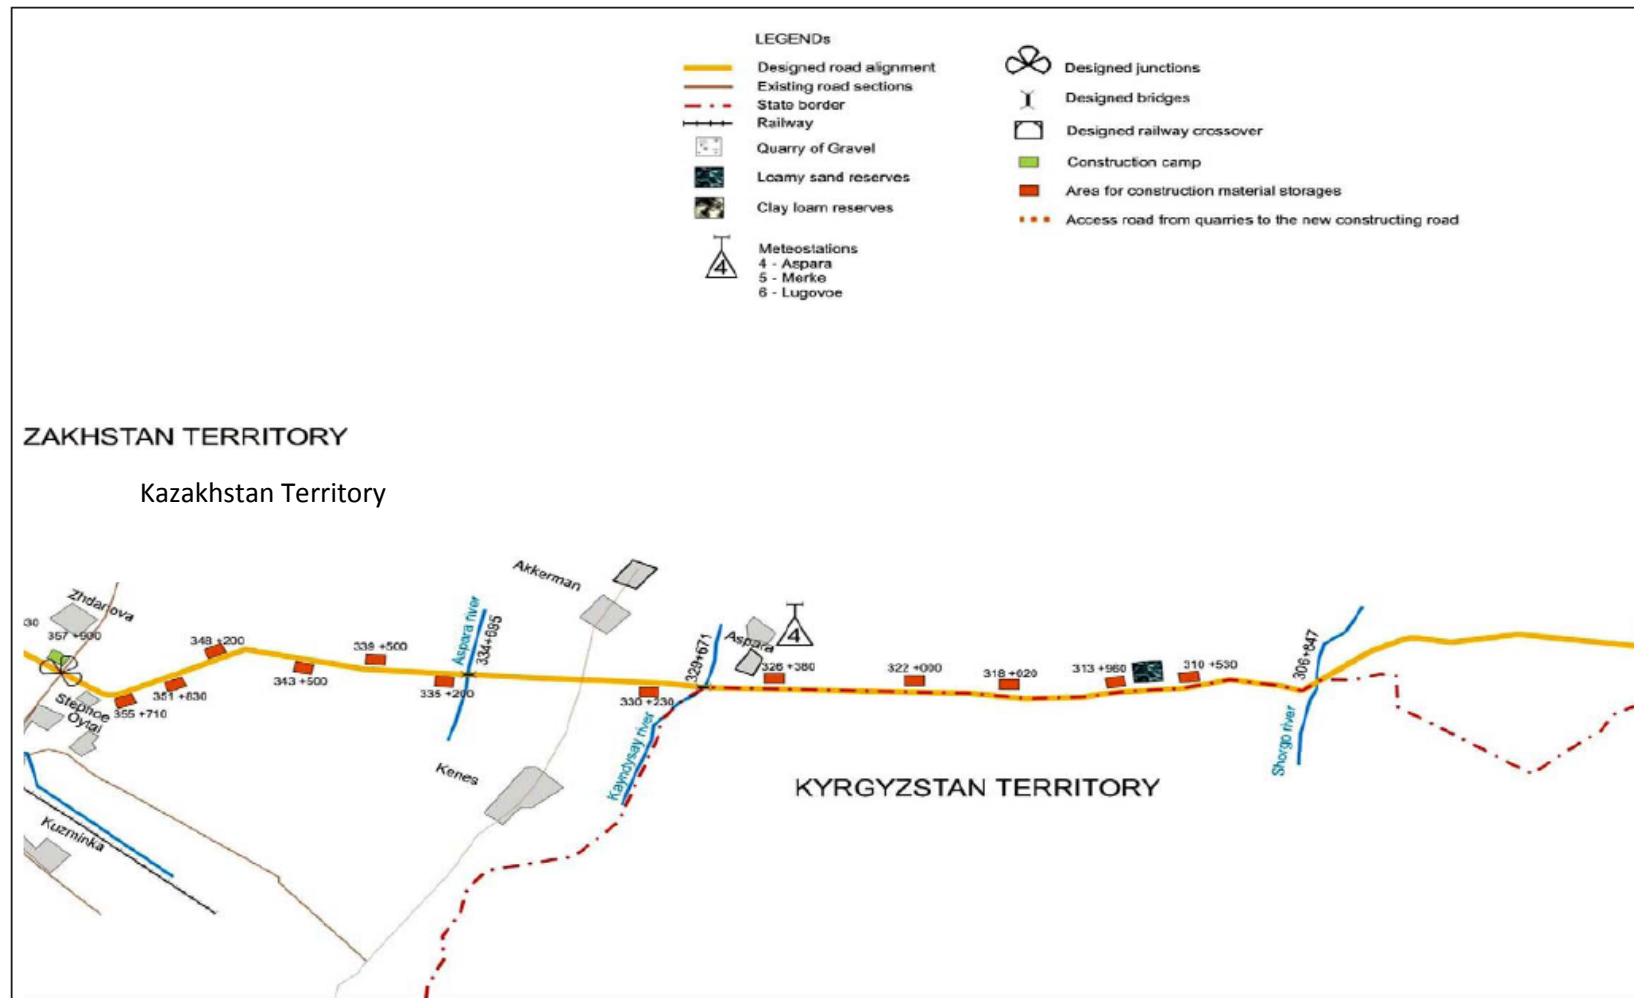 LEGENDs
Designed road alignment
Existing road sections
State border
Railway
Quarry of Gravel
Loamy sand reserves
Clay loam reserves
4
Meteostations
4 - Aspara
5 - Merke
6 - Lugovoe
Designed junctions
Designed bridges
Designed railway crossover
Construction camp
Area for construction material storages
Access road from quarries to the new constructing road
ZAKHSTAN TERRITORY
Kazakhstan Territory
Zhdanova
357 +900
Stephoe
Oytal
355 +710
351 +830
348 +200
343 +500
339 +500
Aspara river
334+695
335 +200
Akkerman
Kenes
330 +230
Kayndysay river
329+671
Aspara
4
326 +380
322 +000
318 +020
313 +960
310 +530
306+847
Shorgo river
KYRGYZSTAN TERRITORY
Kuzminka